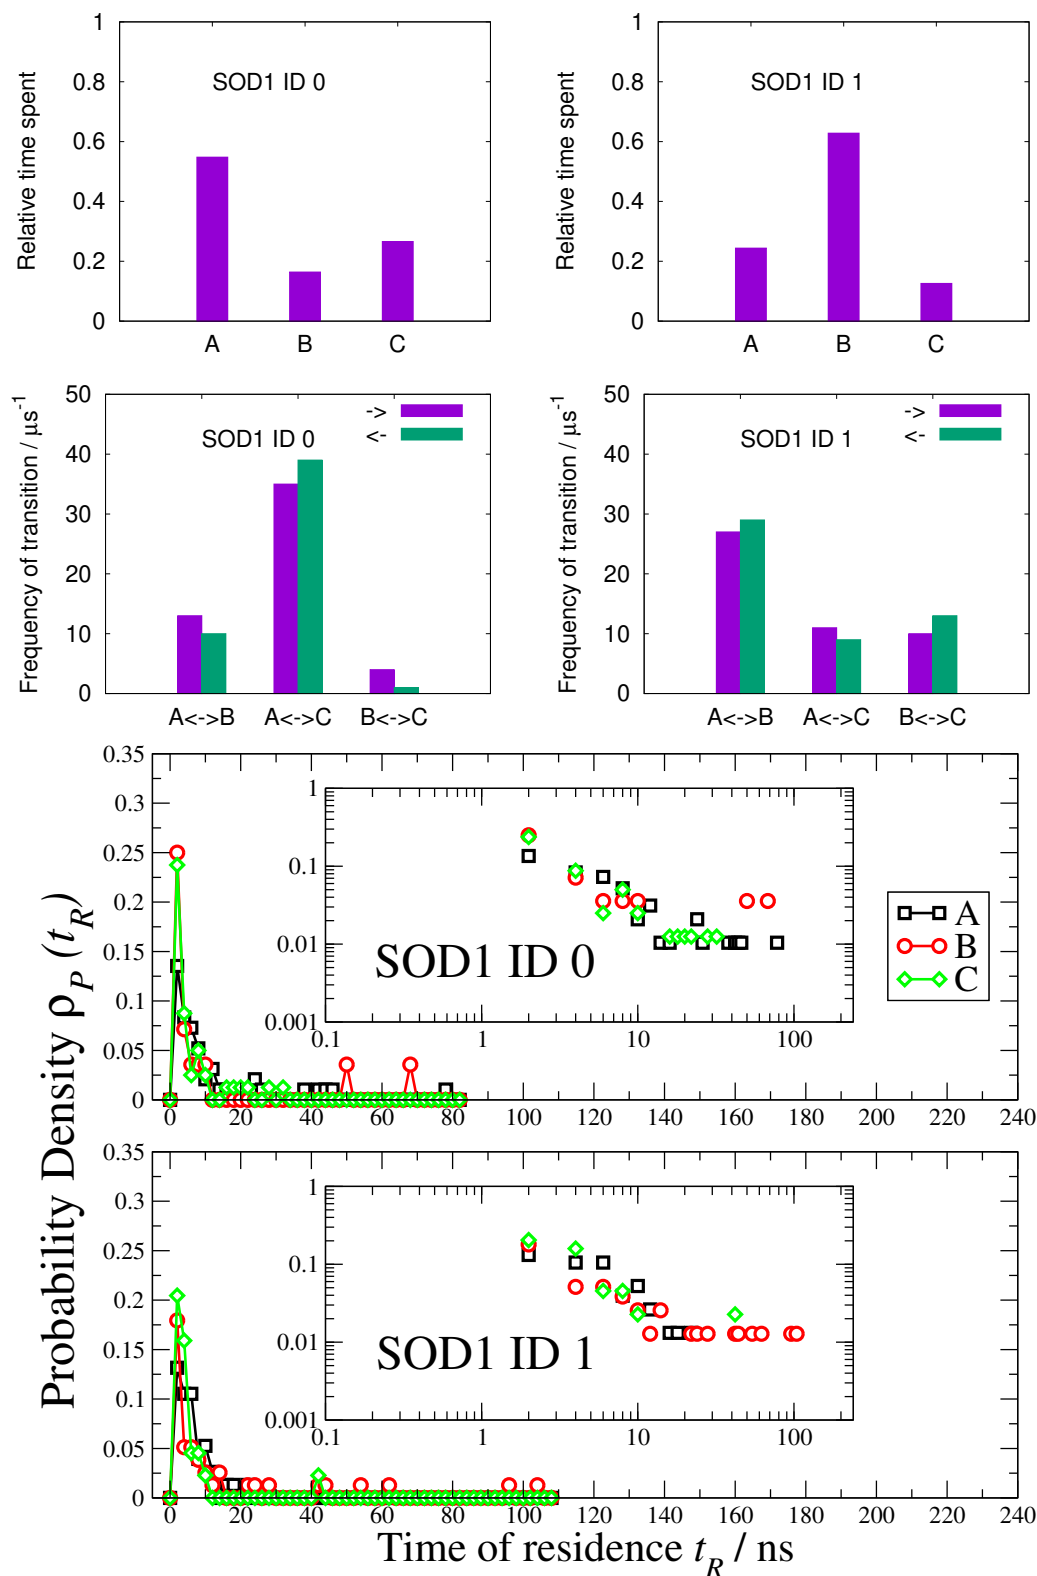 Relative time spent
1
0.8
0.6
0.4
0.2
0
SOD1 ID 0
A B C
Relative time spent
1
0.8
0.6
0.4
0.2
0
SOD1 ID 1
A B C
Frequency of transition / μs⁻¹
50
40
30
20
10
0
->
<-
SOD1 ID 0
A<->B A<->C B<->C
Frequency of transition / μs⁻¹
50
40
30
20
10
0
->
<-
SOD1 ID 1
A<->B A<->C B<->C
Probability Density ρ_P (t_R)
0.35
0.3
0.25
0.2
0.15
0.1
0.05
0
0 20 40 60 80 100 120 140 160 180 200 220 240
1
0.1
0.01
0.001
0.1 1 10 100
SOD1 ID 0
A
B
C
0.35
0.3
0.25
0.2
0.15
0.1
0.05
0
0 20 40 60 80 100 120 140 160 180 200 220 240
1
0.1
0.01
0.001
0.1 1 10 100
SOD1 ID 1
Time of residence t_R / ns